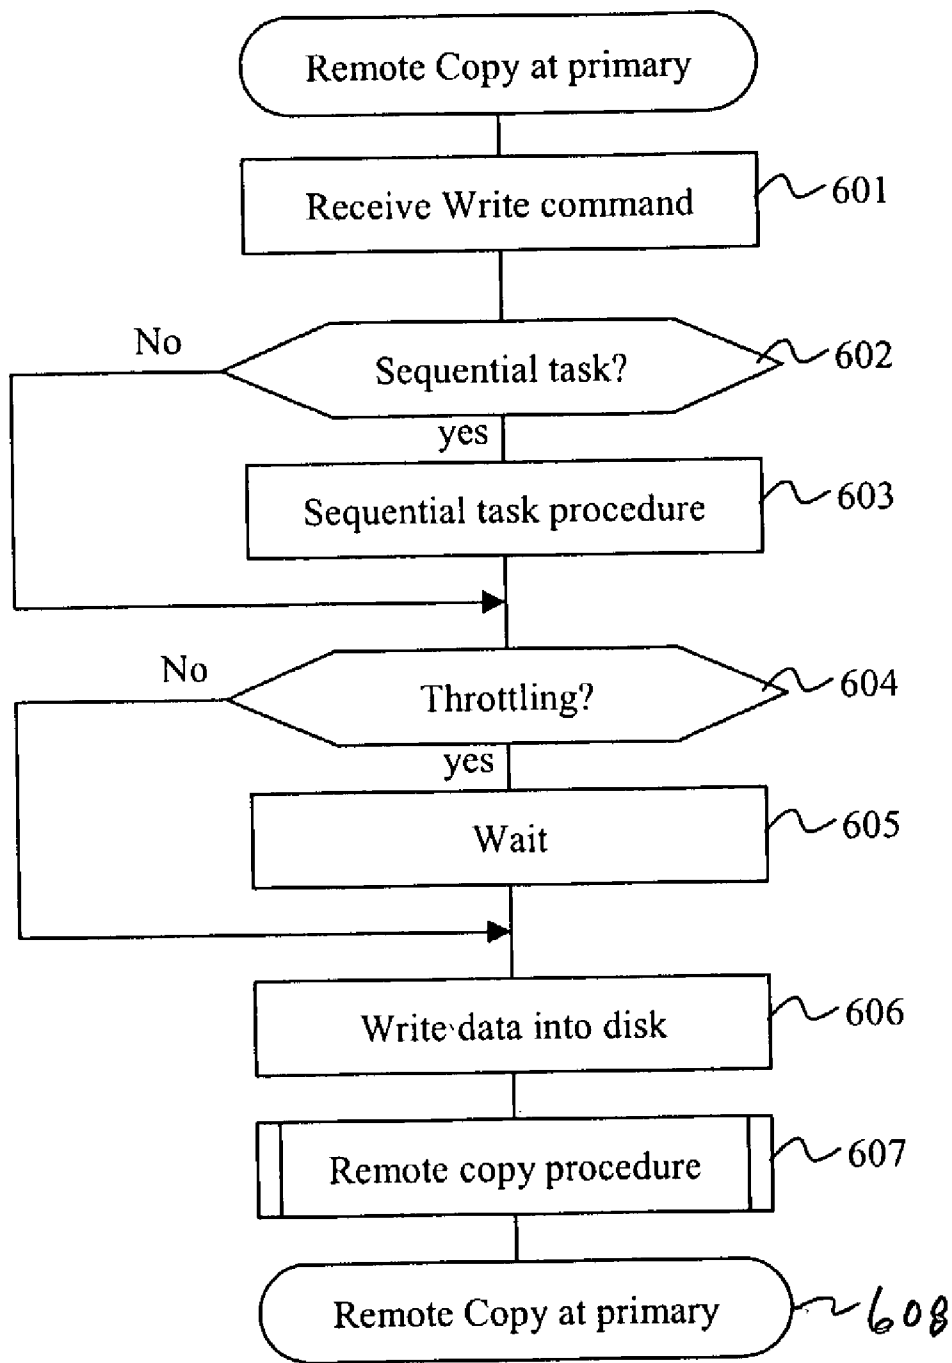 Remote Copy at primary
Receive Write command
601
No
Sequential task?
602
yes
Sequential task procedure
603
No
Throttling?
604
yes
Wait
605
Write data into disk
606
Remote copy procedure
607
Remote Copy at primary
608